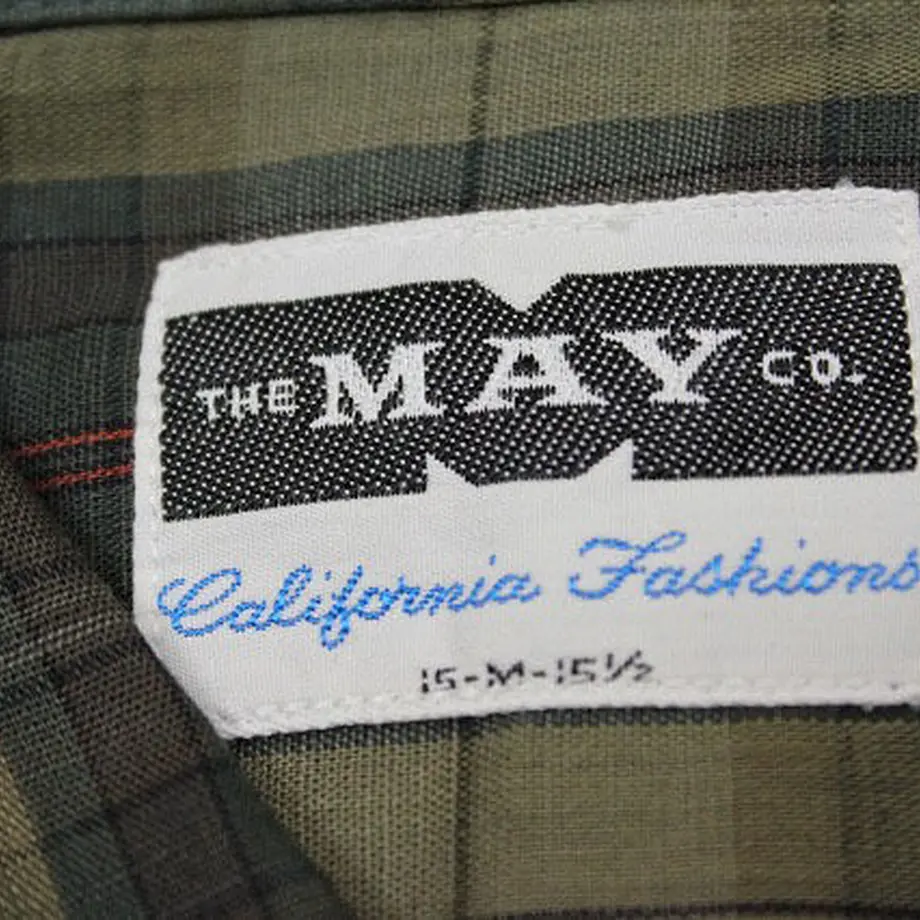 THE MAY CO.
California Fashions
15-M-15½